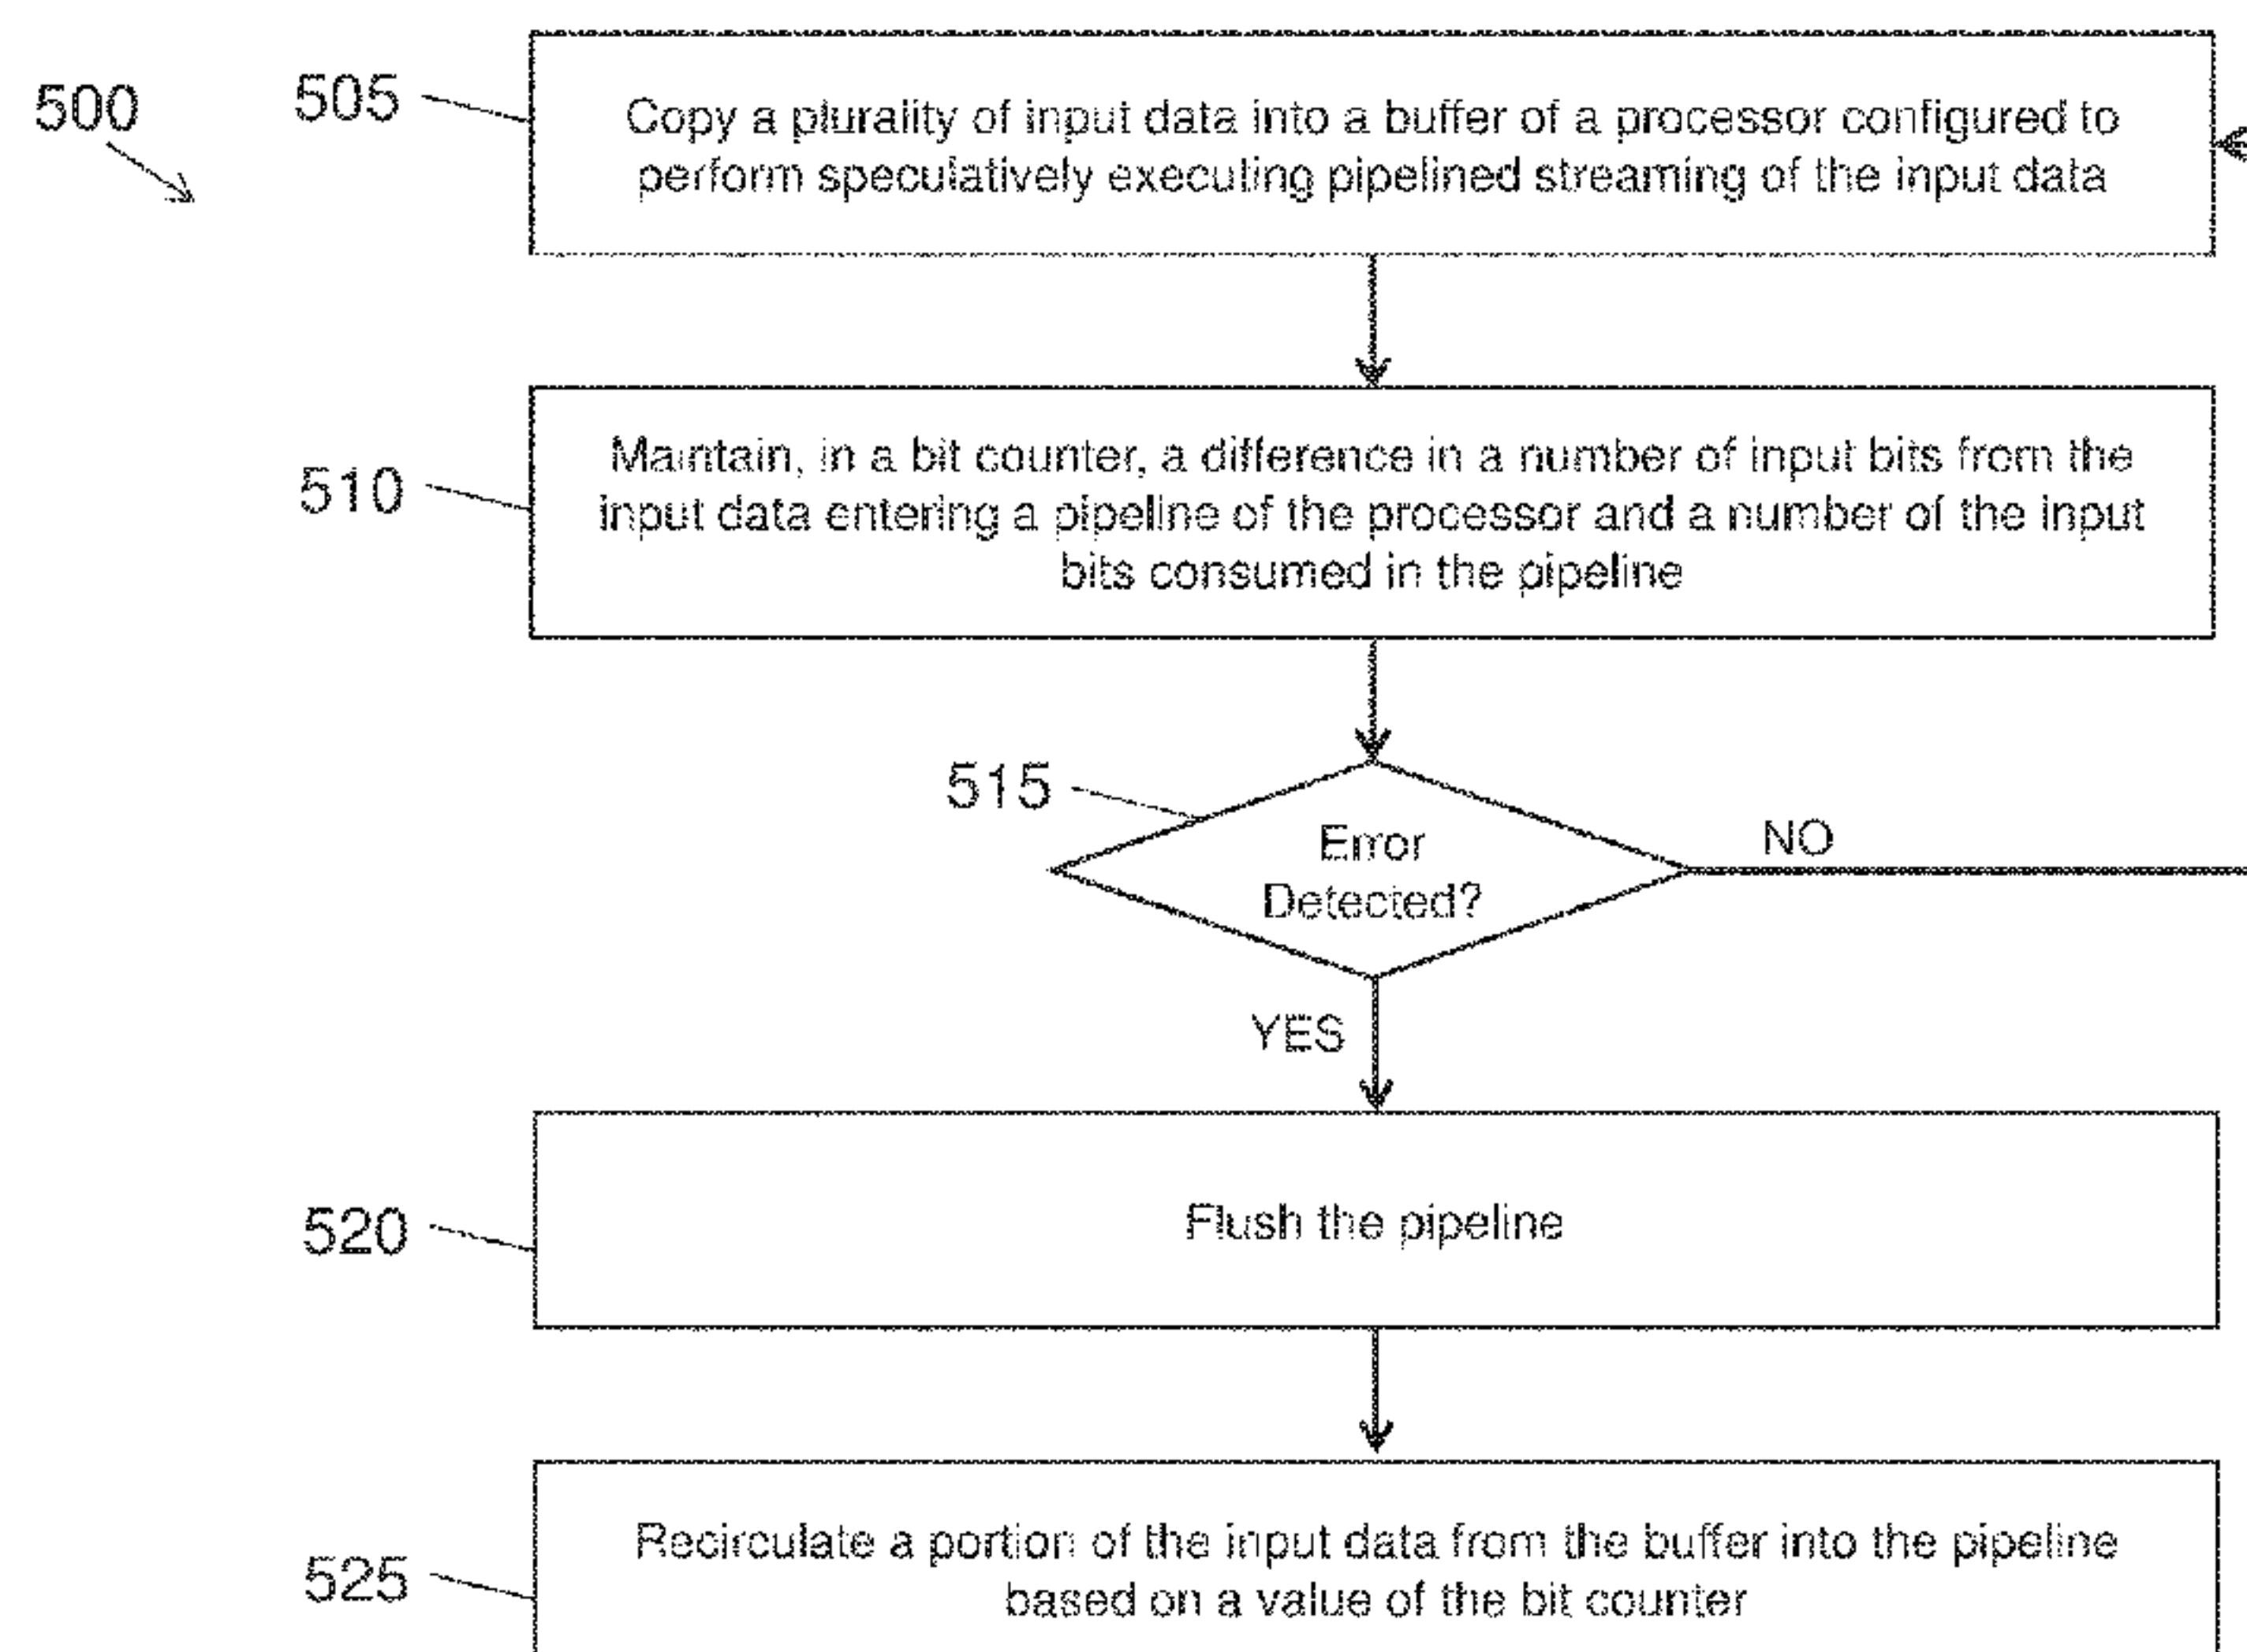 500
505
Copy a plurality of input data into a buffer of a processor configured to
perform speculatively executing pipelined streaming of the input data
510
Maintain, in a bit counter, a difference in a number of input bits from the
input data entering a pipeline of the processor and a number of the input
bits consumed in the pipeline
515
Error
Detected?
NO
YES
520
Flush the pipeline
525
Recirculate a portion of the input data from the buffer into the pipeline
based on a value of the bit counter